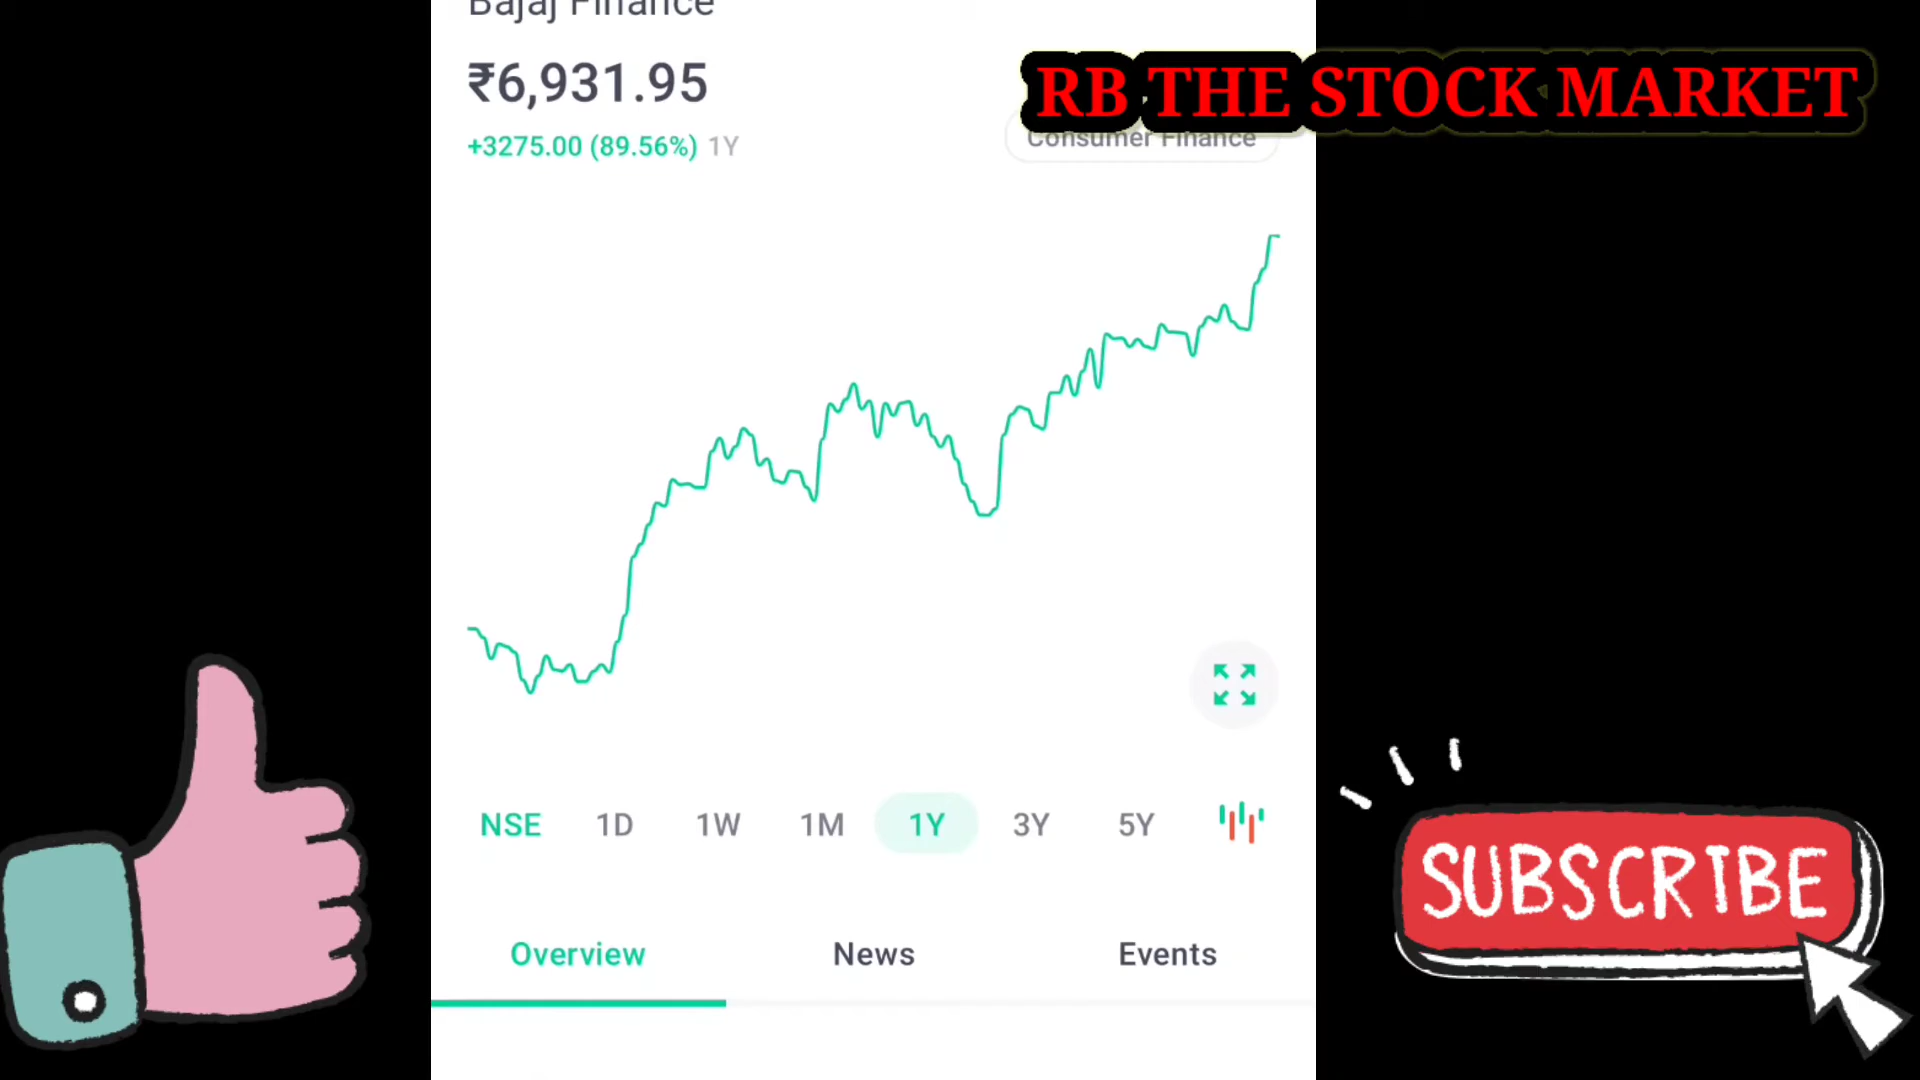 Bajaj Finance
₹6,931.95
RB THE STOCK MARKET
+3275.00 (89.56%) 1Y
Consumer Finance
NSE 1D 1W 1M 1Y 3Y 5Y
SUBSCRIBE
Overview News Events